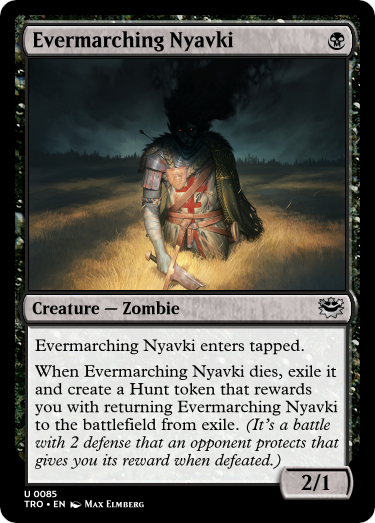 Evermarching Nyavki
Creature — Zombie
Evermarching Nyavki enters tapped.
When Evermarching Nyavki dies, exile it
and create a Hunt token that rewards
you with returning Evermarching Nyavki
to the battlefield from exile. (It's a battle
with 2 defense that an opponent protects that
gives you its reward when defeated.)
2/1
U 0085
TRO • EN Max Elmberg